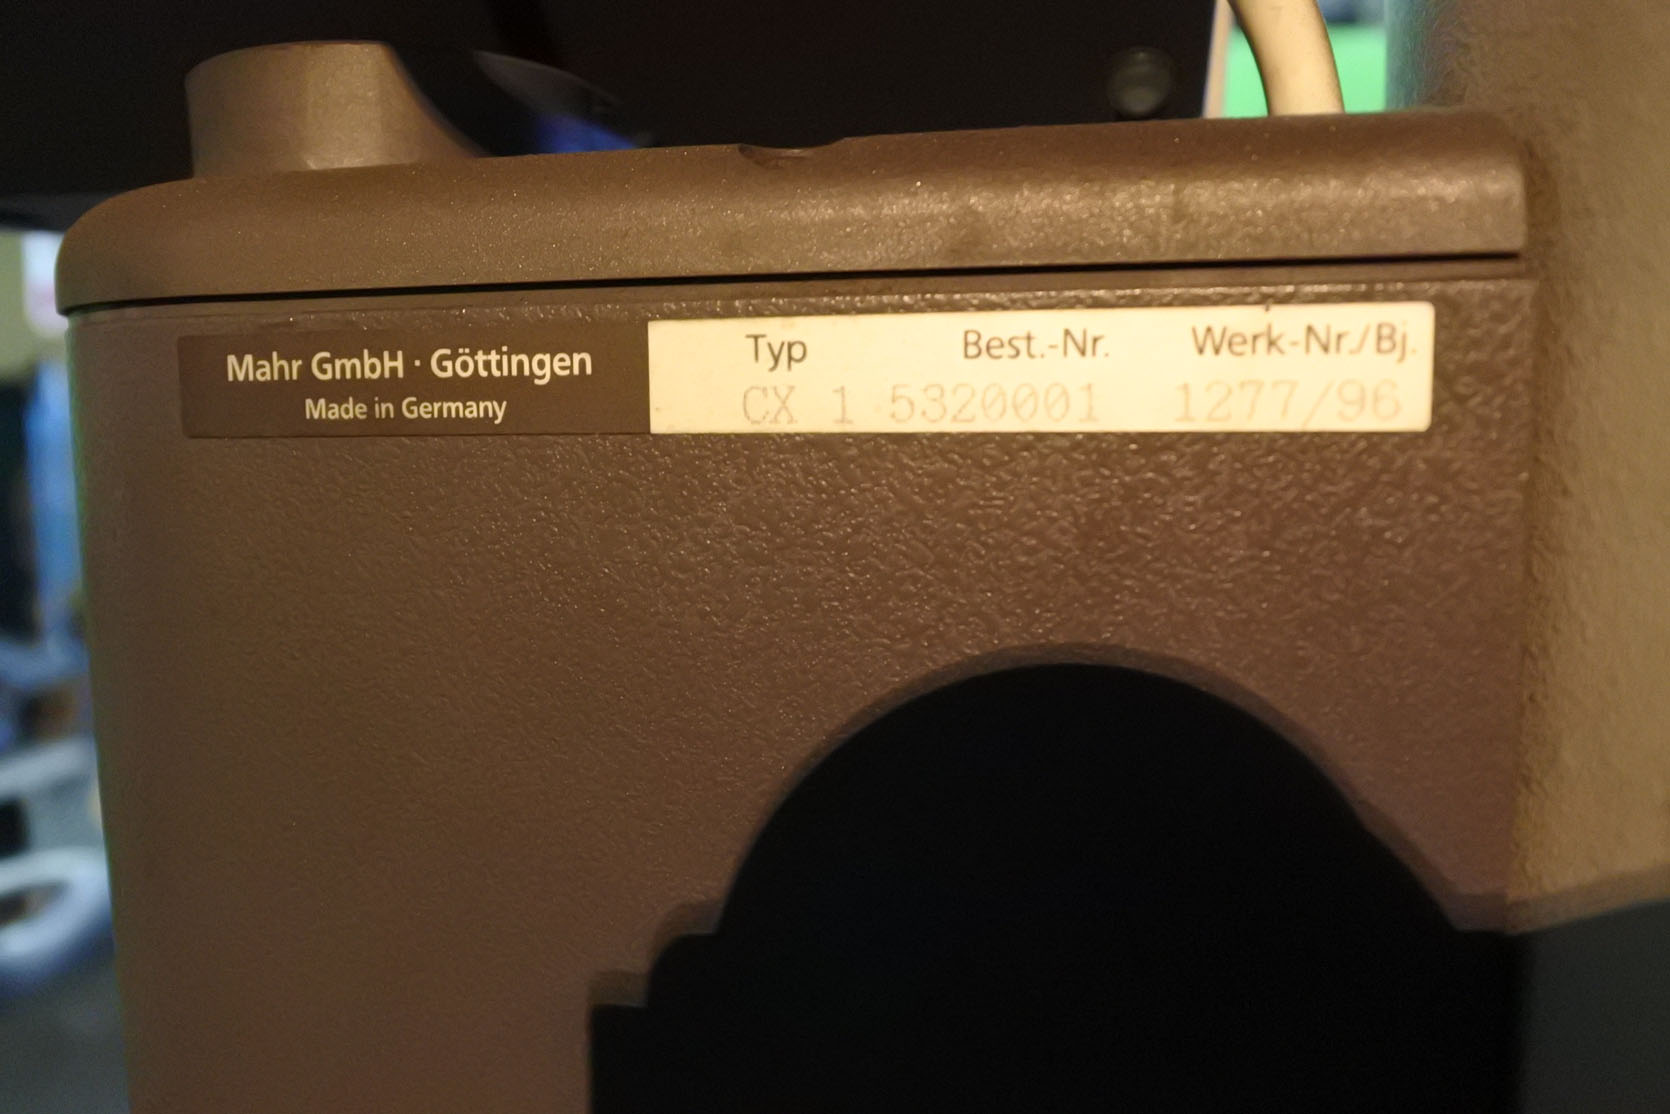 Mahr GmbH · Göttingen
Made in Germany
Typ Best.-Nr. Werk-Nr./Bj.
CX 1 5320001 1277/96